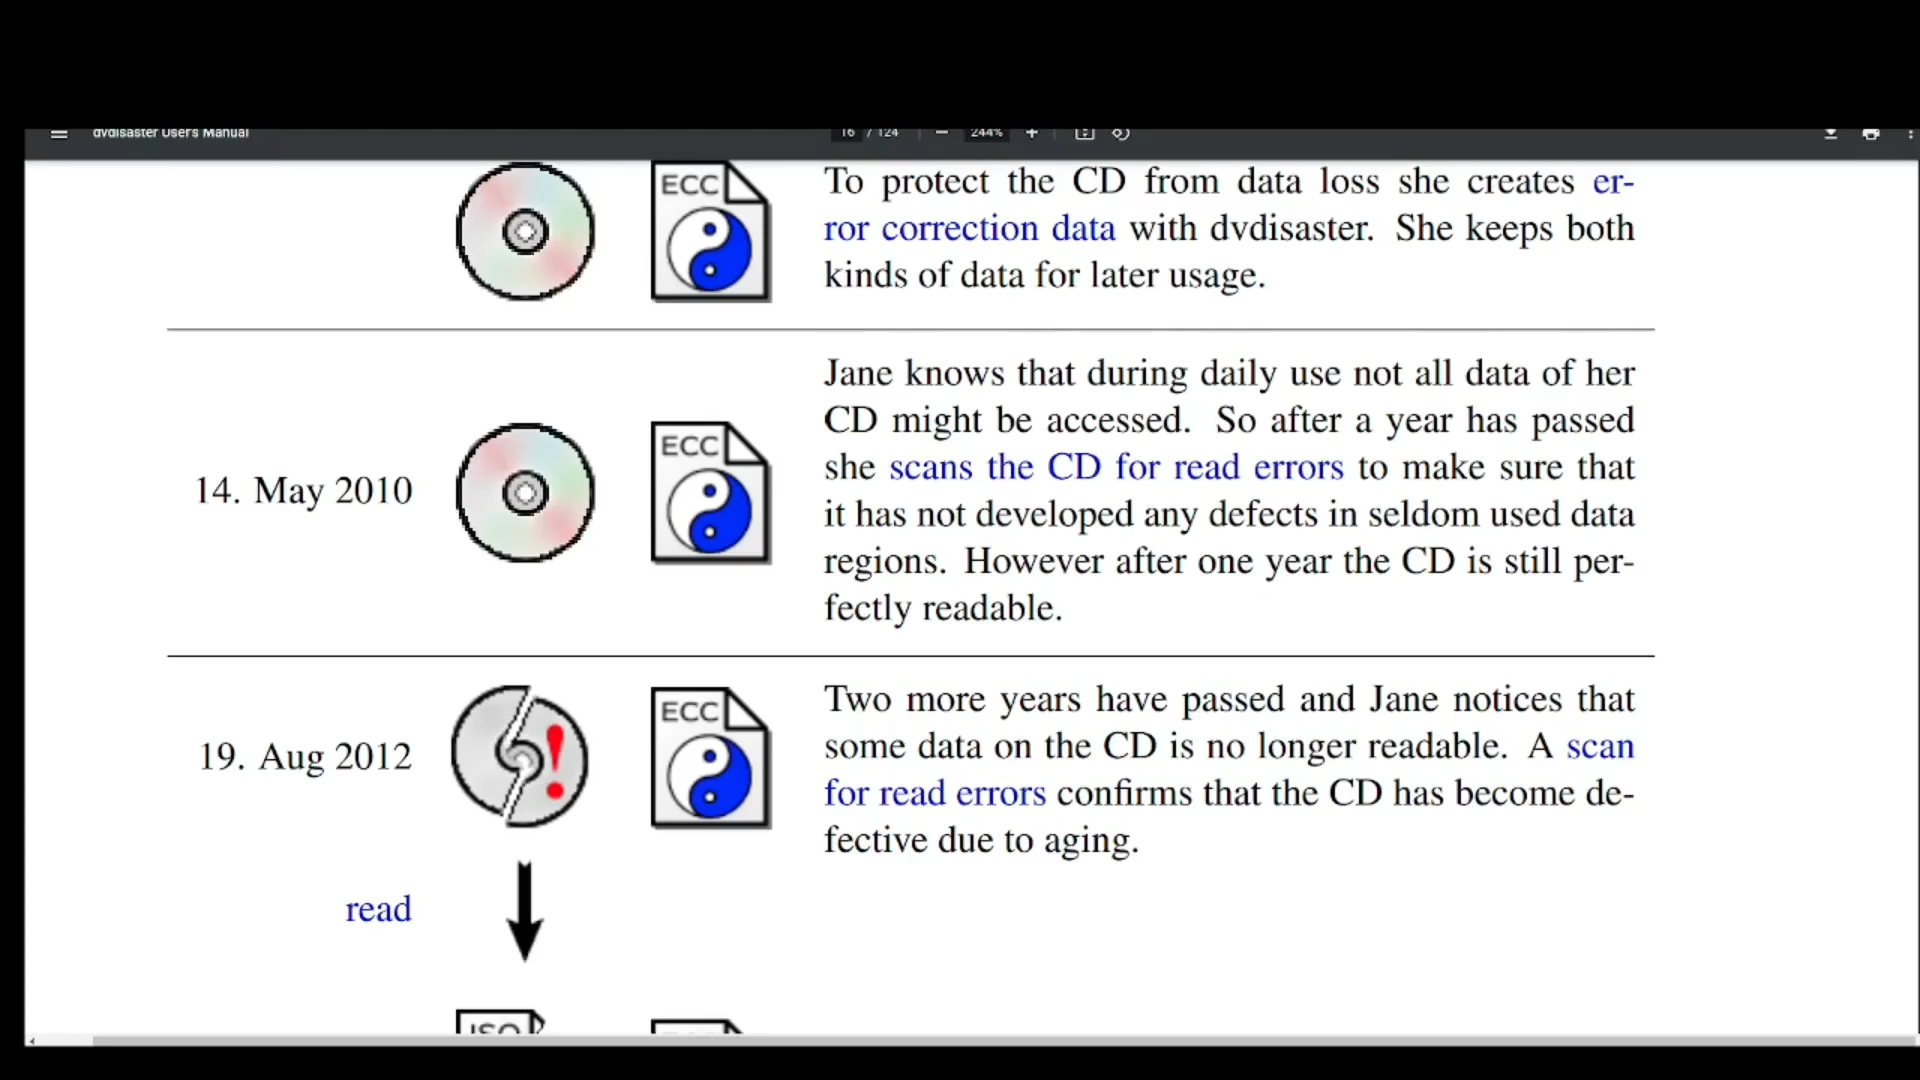 dvdisaster User's Manual
16 / 124
244%
ECC
To protect the CD from data loss she creates er-
ror correction data with dvdisaster. She keeps both
kinds of data for later usage.
14. May 2010
ECC
Jane knows that during daily use not all data of her
CD might be accessed. So after a year has passed
she scans the CD for read errors to make sure that
it has not developed any defects in seldom used data
regions. However after one year the CD is still per-
fectly readable.
19. Aug 2012
!
ECC
Two more years have passed and Jane notices that
some data on the CD is no longer readable. A scan
for read errors confirms that the CD has become de-
fective due to aging.
read
ISO